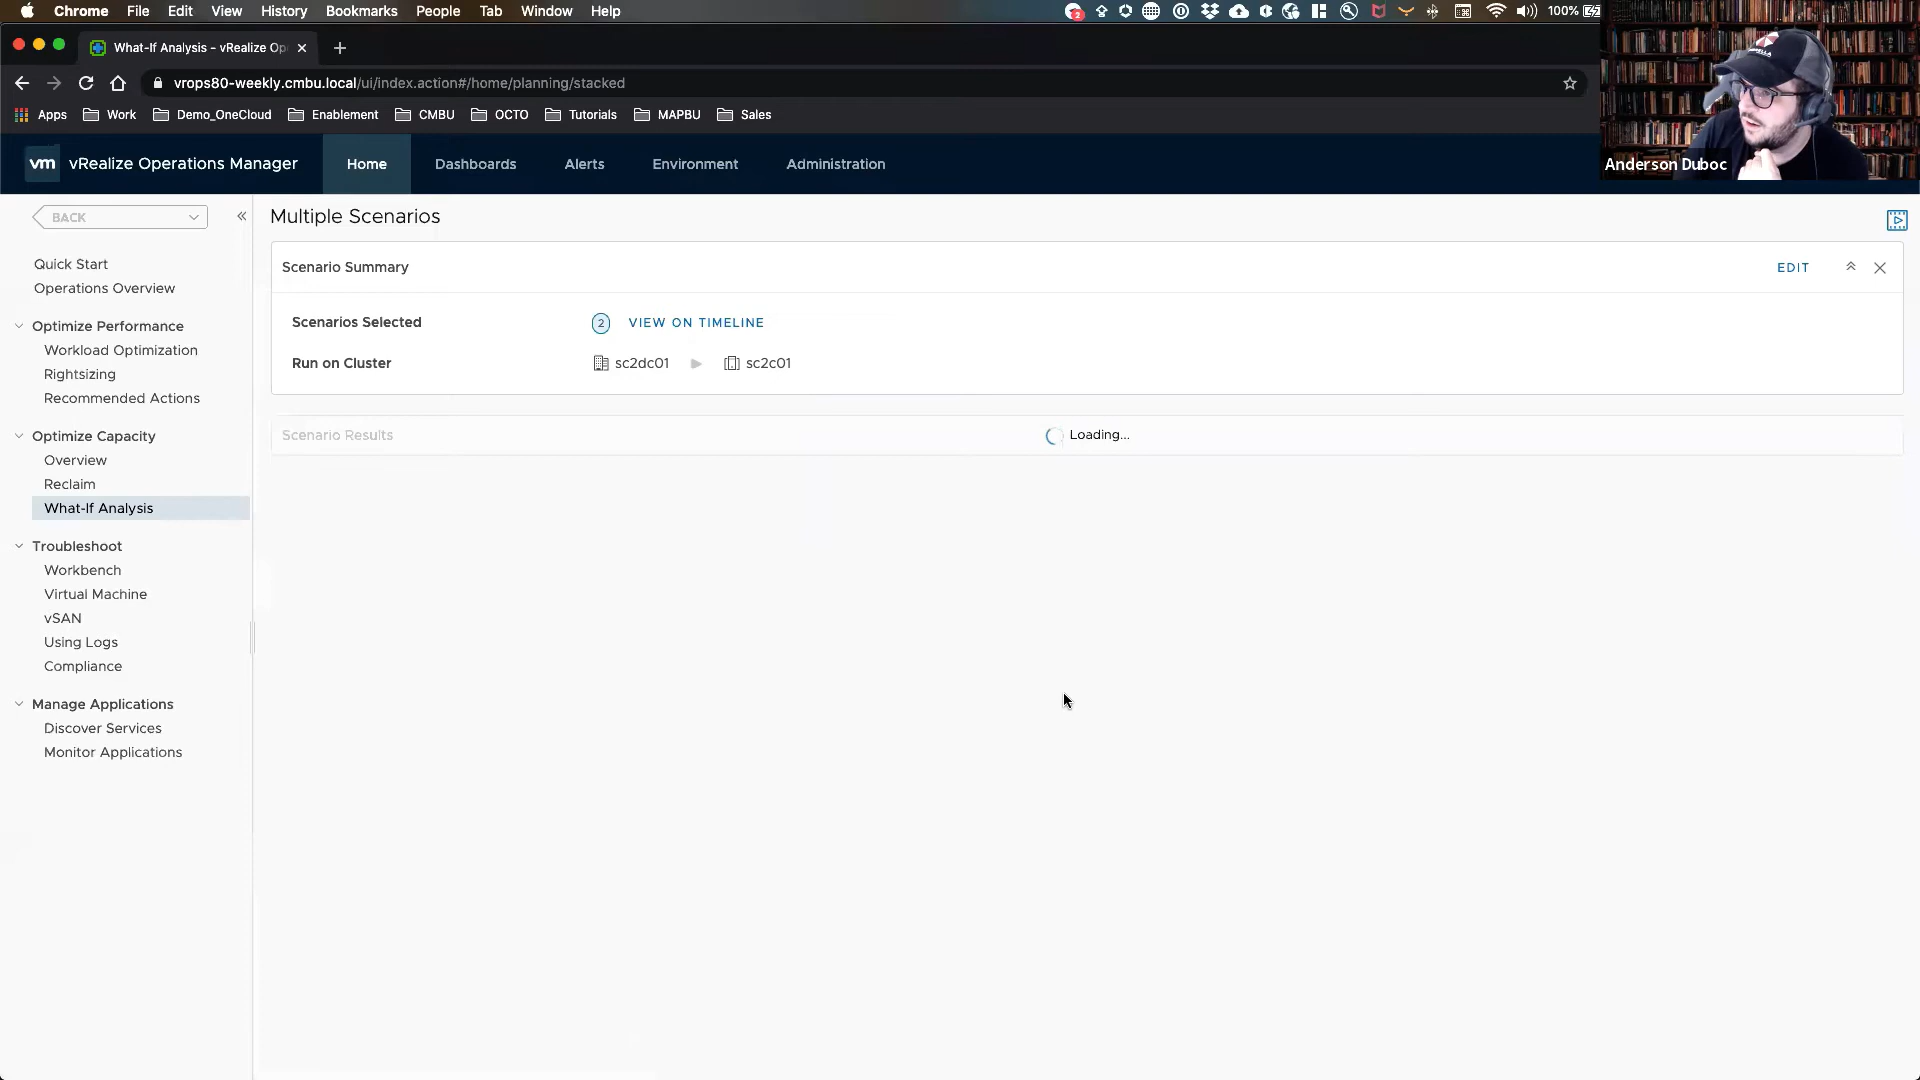 Chrome File Edit View History Bookmarks People Tab Window Help
2
100%
What-If Analysis - vRealize Op
vrops80-weekly.cmbu.local/ui/index.action#/home/planning/stacked
Apps Work Demo_OneCloud Enablement CMBU OCTO Tutorials MAPBU Sales
Anderson Duboc
vm vRealize Operations Manager Home Dashboards Alerts Environment Administration
BACK
Quick Start
Operations Overview
Optimize Performance
Workload Optimization
Rightsizing
Recommended Actions
Optimize Capacity
Overview
Reclaim
What-If Analysis
Troubleshoot
Workbench
Virtual Machine
vSAN
Using Logs
Compliance
Manage Applications
Discover Services
Monitor Applications
Multiple Scenarios
Scenario Summary EDIT
Scenarios Selected 2 VIEW ON TIMELINE
Run on Cluster sc2dc01 sc2c01
Scenario Results Loading...